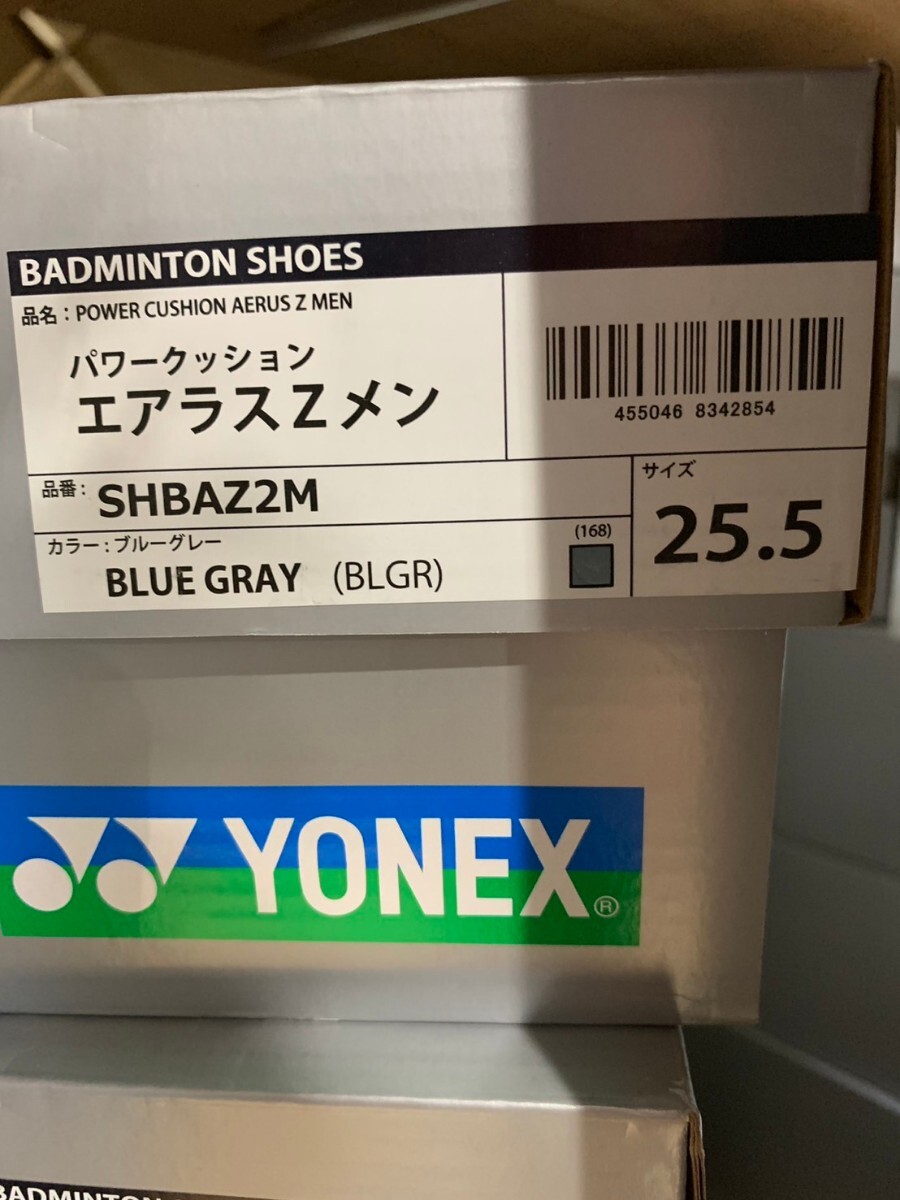 BADMINTON SHOES
品名：POWER CUSHION AERUS Z MEN
パワークッション
エアラスZメン
455046 8342854
品番：SHBAZ2M
サイズ
25.5
カラー：ブルーグレー
BLUE GRAY (BLGR)
(168)
YONEX®
BADMINTON